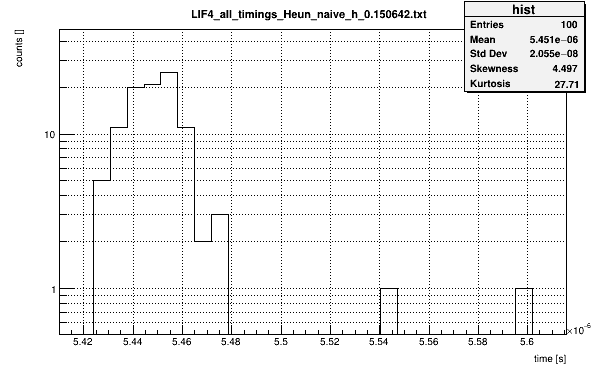 LIF4_all_timings_Heun_naive_h_0.150642.txt
hist
Entries 100
Mean 5.451e−06
Std Dev 2.055e−08
Skewness 4.497
Kurtosis 27.71
counts []
10
1
5.42 5.44 5.46 5.48 5.5 5.52 5.54 5.56 5.58 5.6
×10⁻⁶
time [s]